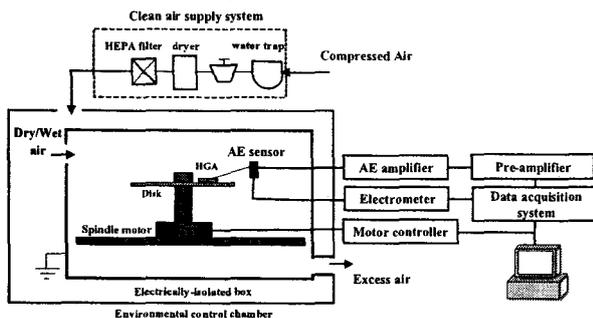 Clean air supply system
HEPA filter
dryer
water trap
Compressed Air
Dry/Wet
air
HGA
AE sensor
Disk
Spindle motor
AE amplifier
Pre-amplifier
Electrometer
Data acquisition
system
Motor controller
Excess air
Electrically-isolated box
Environmental control chamber